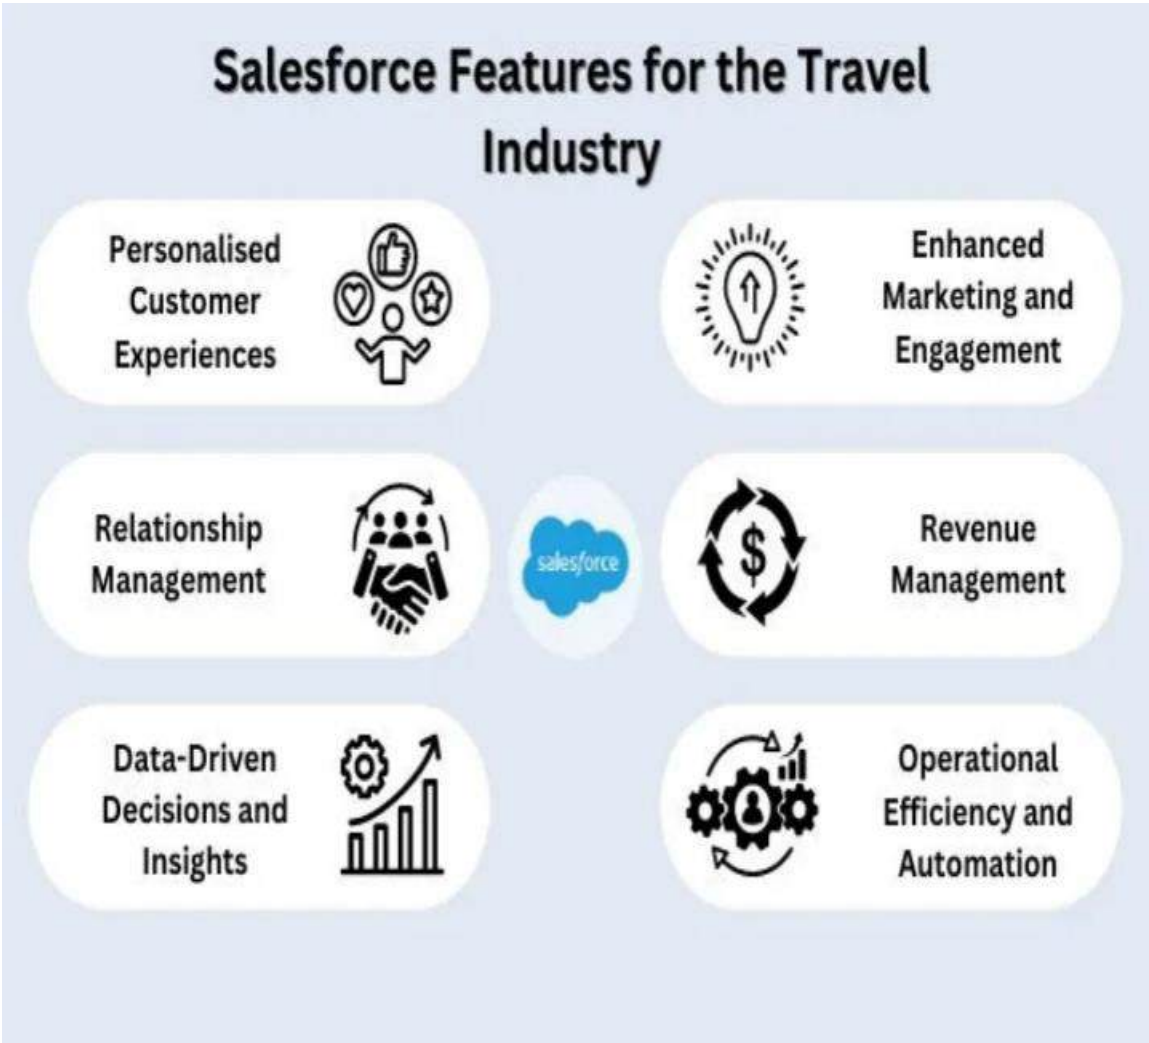 Salesforce Features for the Travel
Industry
Personalised
Customer
Experiences
Enhanced
Marketing and
Engagement
Relationship
Management
salesforce
$
Revenue
Management
Data-Driven
Decisions and
Insights
Operational
Efficiency and
Automation